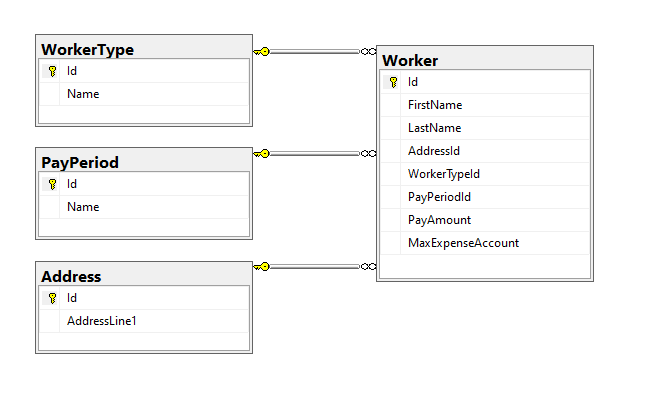 WorkerType
Id
Name
PayPeriod
Id
Name
Address
Id
AddressLine1
Worker
Id
FirstName
LastName
AddressId
WorkerTypeId
PayPeriodId
PayAmount
MaxExpenseAccount